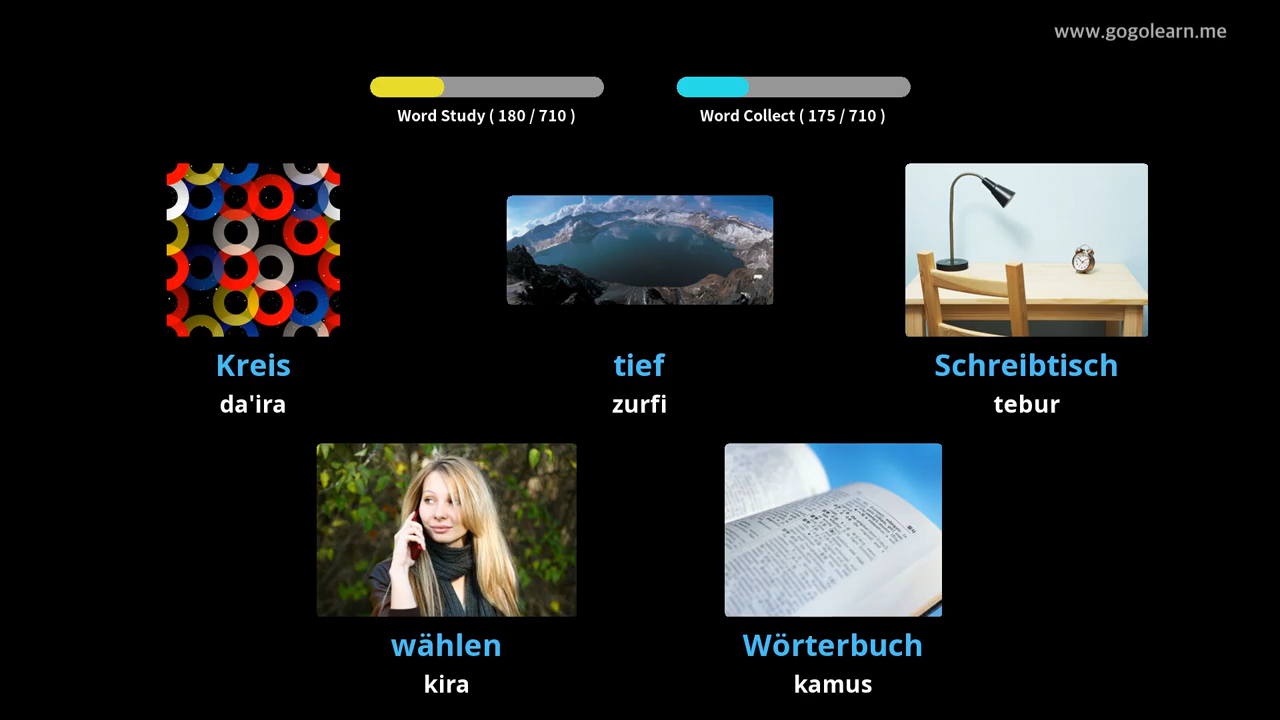 www.gogolearn.me
Word Study ( 180 / 710 )
Word Collect ( 175 / 710 )
Kreis
da'ira
tief
zurfi
Schreibtisch
tebur
wählen
kira
Wörterbuch
kamus